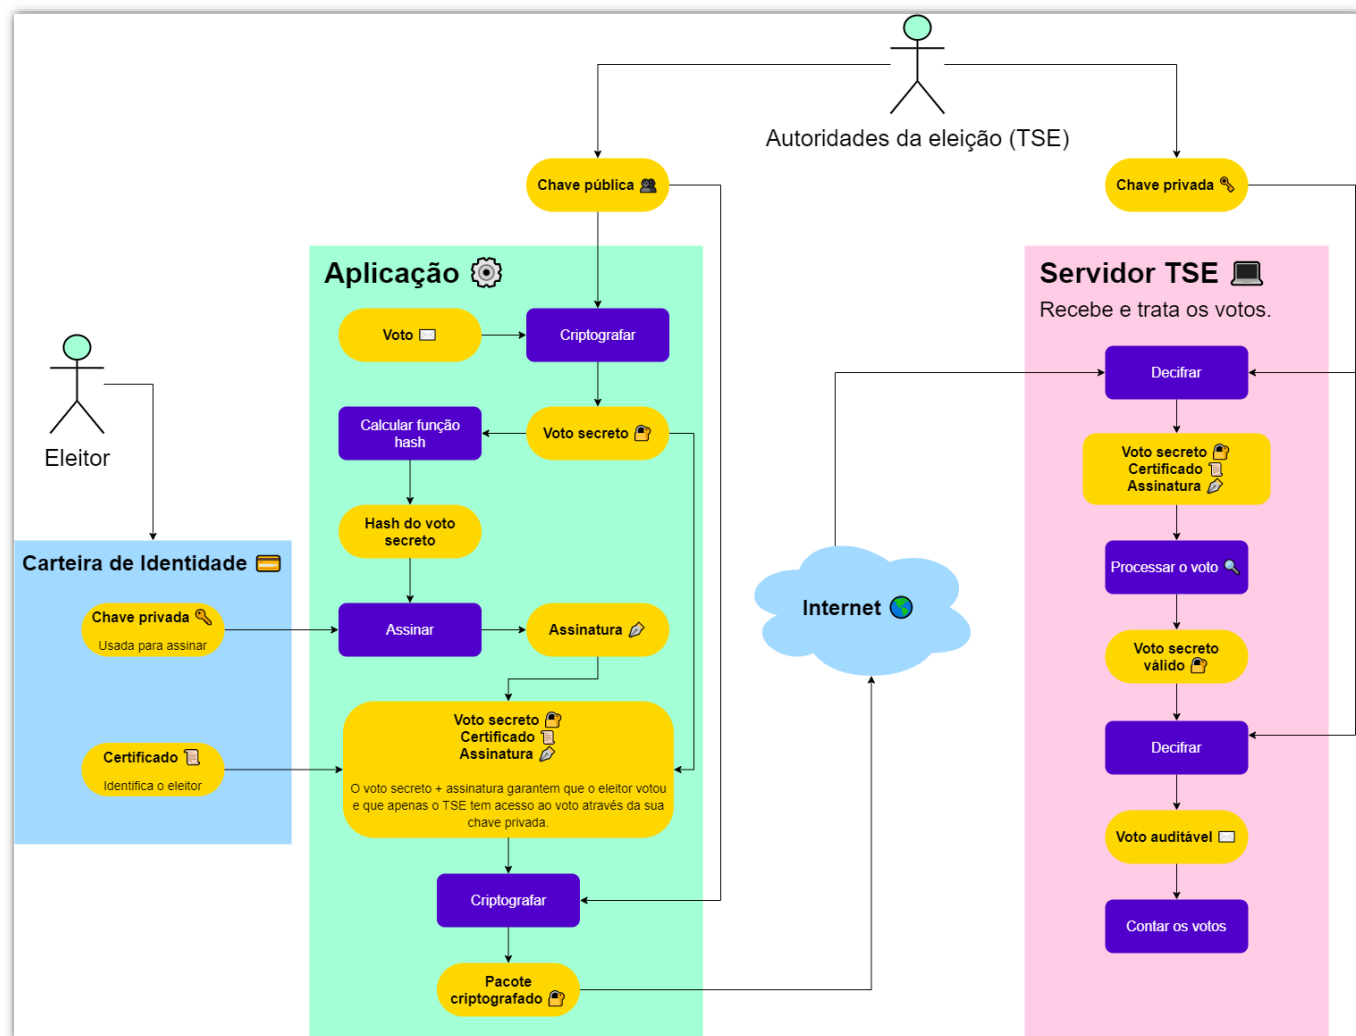 Autoridades da eleição (TSE)
Chave pública
Chave privada
Aplicação
Voto
Criptografar
Calcular função
hash
Voto secreto
Hash do voto
secreto
Eleitor
Carteira de Identidade
Chave privada
Usada para assinar
Assinar
Assinatura
Certificado
Identifica o eleitor
Voto secreto
Certificado
Assinatura
O voto secreto + assinatura garantem que o eleitor votou
e que apenas o TSE tem acesso ao voto através da sua
chave privada.
Criptografar
Pacote
criptografado
Internet
Servidor TSE
Recebe e trata os votos.
Decifrar
Voto secreto
Certificado
Assinatura
Processar o voto
Voto secreto
válido
Decifrar
Voto auditável
Contar os votos